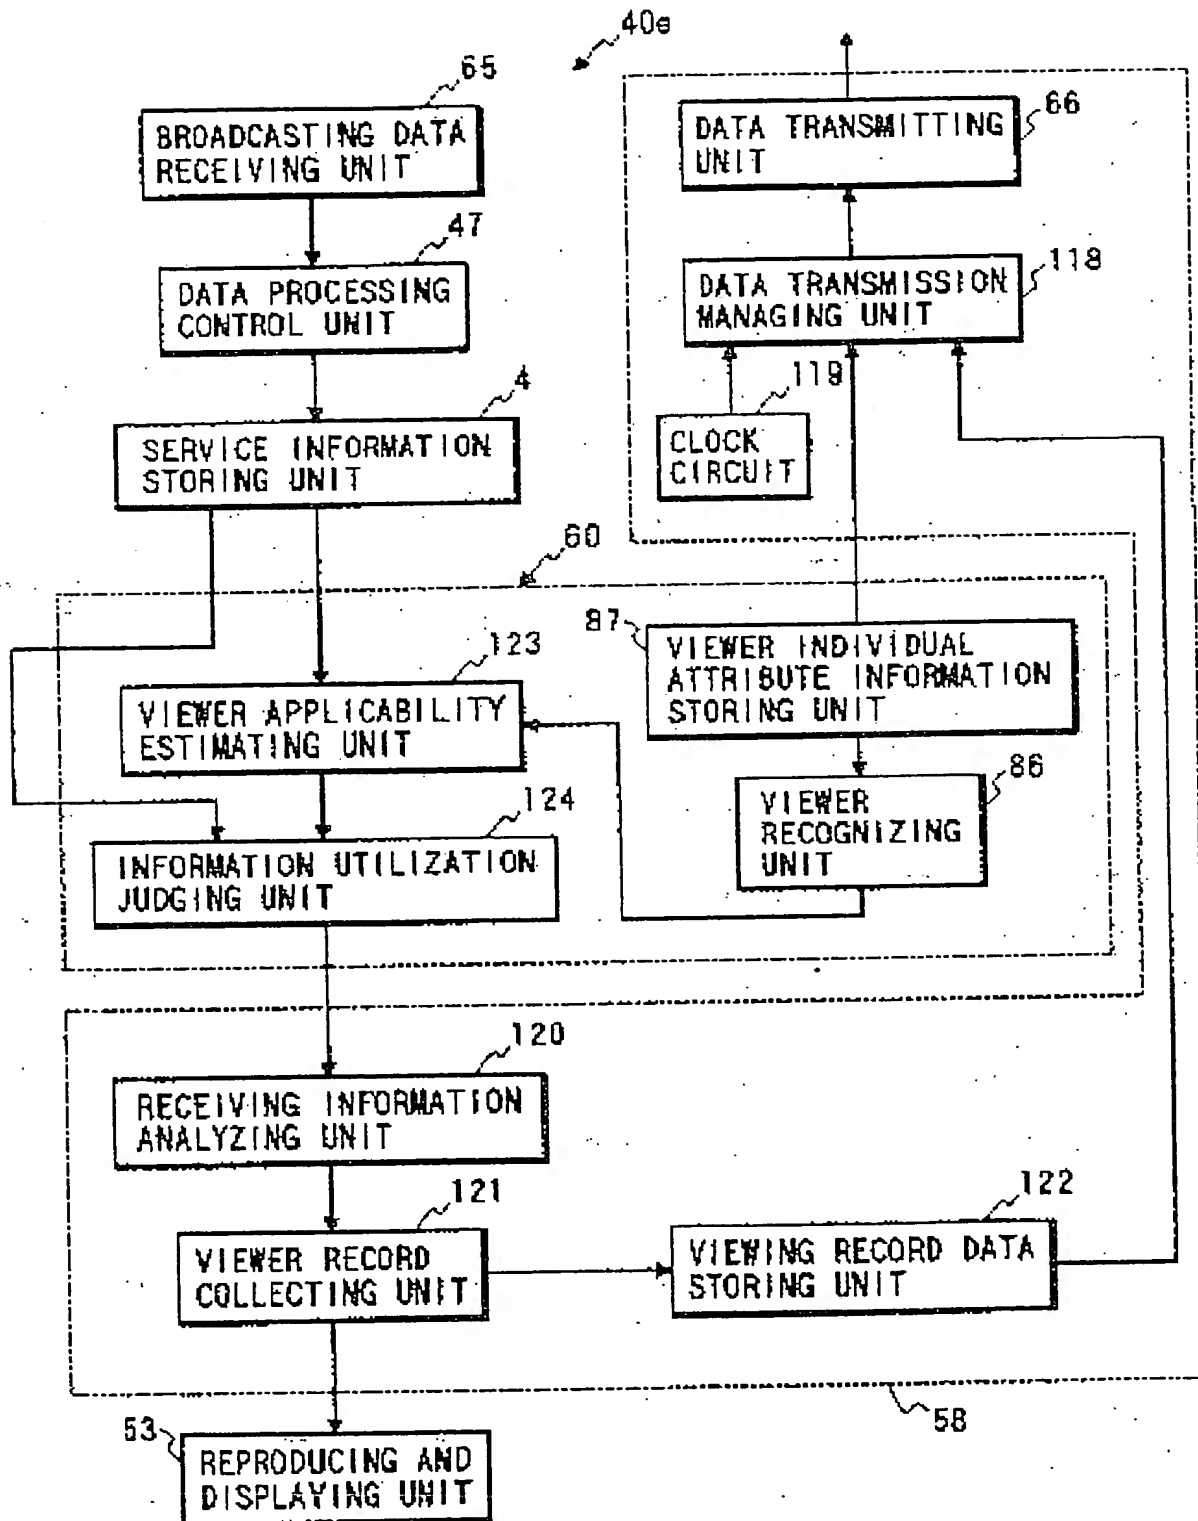 40e
65
BROADCASTING DATA
RECEIVING UNIT
47
DATA PROCESSING
CONTROL UNIT
4
SERVICE INFORMATION
STORING UNIT
66
DATA TRANSMITTING
UNIT
118
DATA TRANSMISSION
MANAGING UNIT
119
CLOCK
CIRCUIT
60
87
VIEWER INDIVIDUAL
ATTRIBUTE INFORMATION
STORING UNIT
123
VIEWER APPLICABILITY
ESTIMATING UNIT
86
VIEWER
RECOGNIZING
UNIT
124
INFORMATION UTILIZATION
JUDGING UNIT
120
RECEIVING INFORMATION
ANALYZING UNIT
121
VIEWER RECORD
COLLECTING UNIT
122
VIEWING RECORD DATA
STORING UNIT
58
53
REPRODUCING AND
DISPLAYING UNIT